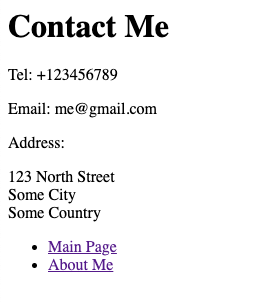 Contact Me
Tel: +123456789
Email: me@gmail.com
Address:
123 North Street
Some City
Some Country
Main Page
About Me